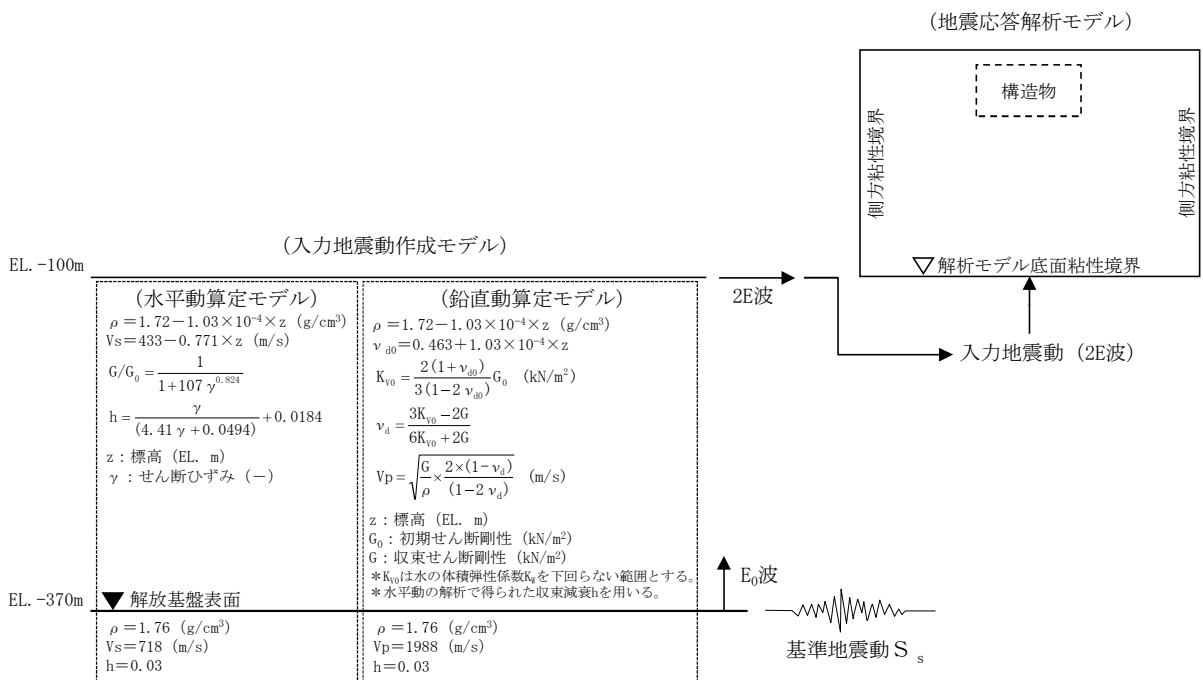 (地震応答解析モデル)
構造物
側方粘性境界
側方粘性境界
▽解析モデル底面粘性境界
(入力地震動作成モデル)
EL.-100m
2E波
入力地震動 (2E波)
(水平動算定モデル)
ρ=1.72-1.03×10⁻⁴×z (g/cm³)
Vs=433-0.771×z (m/s)
G/G₀=1/(1+107γ^0.824)
h=γ/(4.41γ+0.0494)+0.0184
z:標高 (EL. m)
γ:せん断ひずみ (-)
(鉛直動算定モデル)
ρ=1.72-1.03×10⁻⁴×z (g/cm³)
ν_d0=0.463+1.03×10⁻⁴×z
K_V0=2(1+ν_d0)/3(1-2ν_d0) G₀ (kN/m²)
ν_d=(3K_V0-2G)/(6K_V0+2G)
Vp=√(G/ρ×2×(1-ν_d)/(1-2ν_d)) (m/s)
z:標高 (EL. m)
G₀:初期せん断剛性 (kN/m²)
G:収束せん断剛性 (kN/m²)
*K_V0は水の体積弾性係数K_Wを下回らない範囲とする。
*水平動の解析で得られた収束減衰hを用いる。
E₀波
EL.-370m
▼解放基盤表面
ρ=1.76 (g/cm³)
Vs=718 (m/s)
h=0.03
ρ=1.76 (g/cm³)
Vp=1988 (m/s)
h=0.03
基準地震動Ss